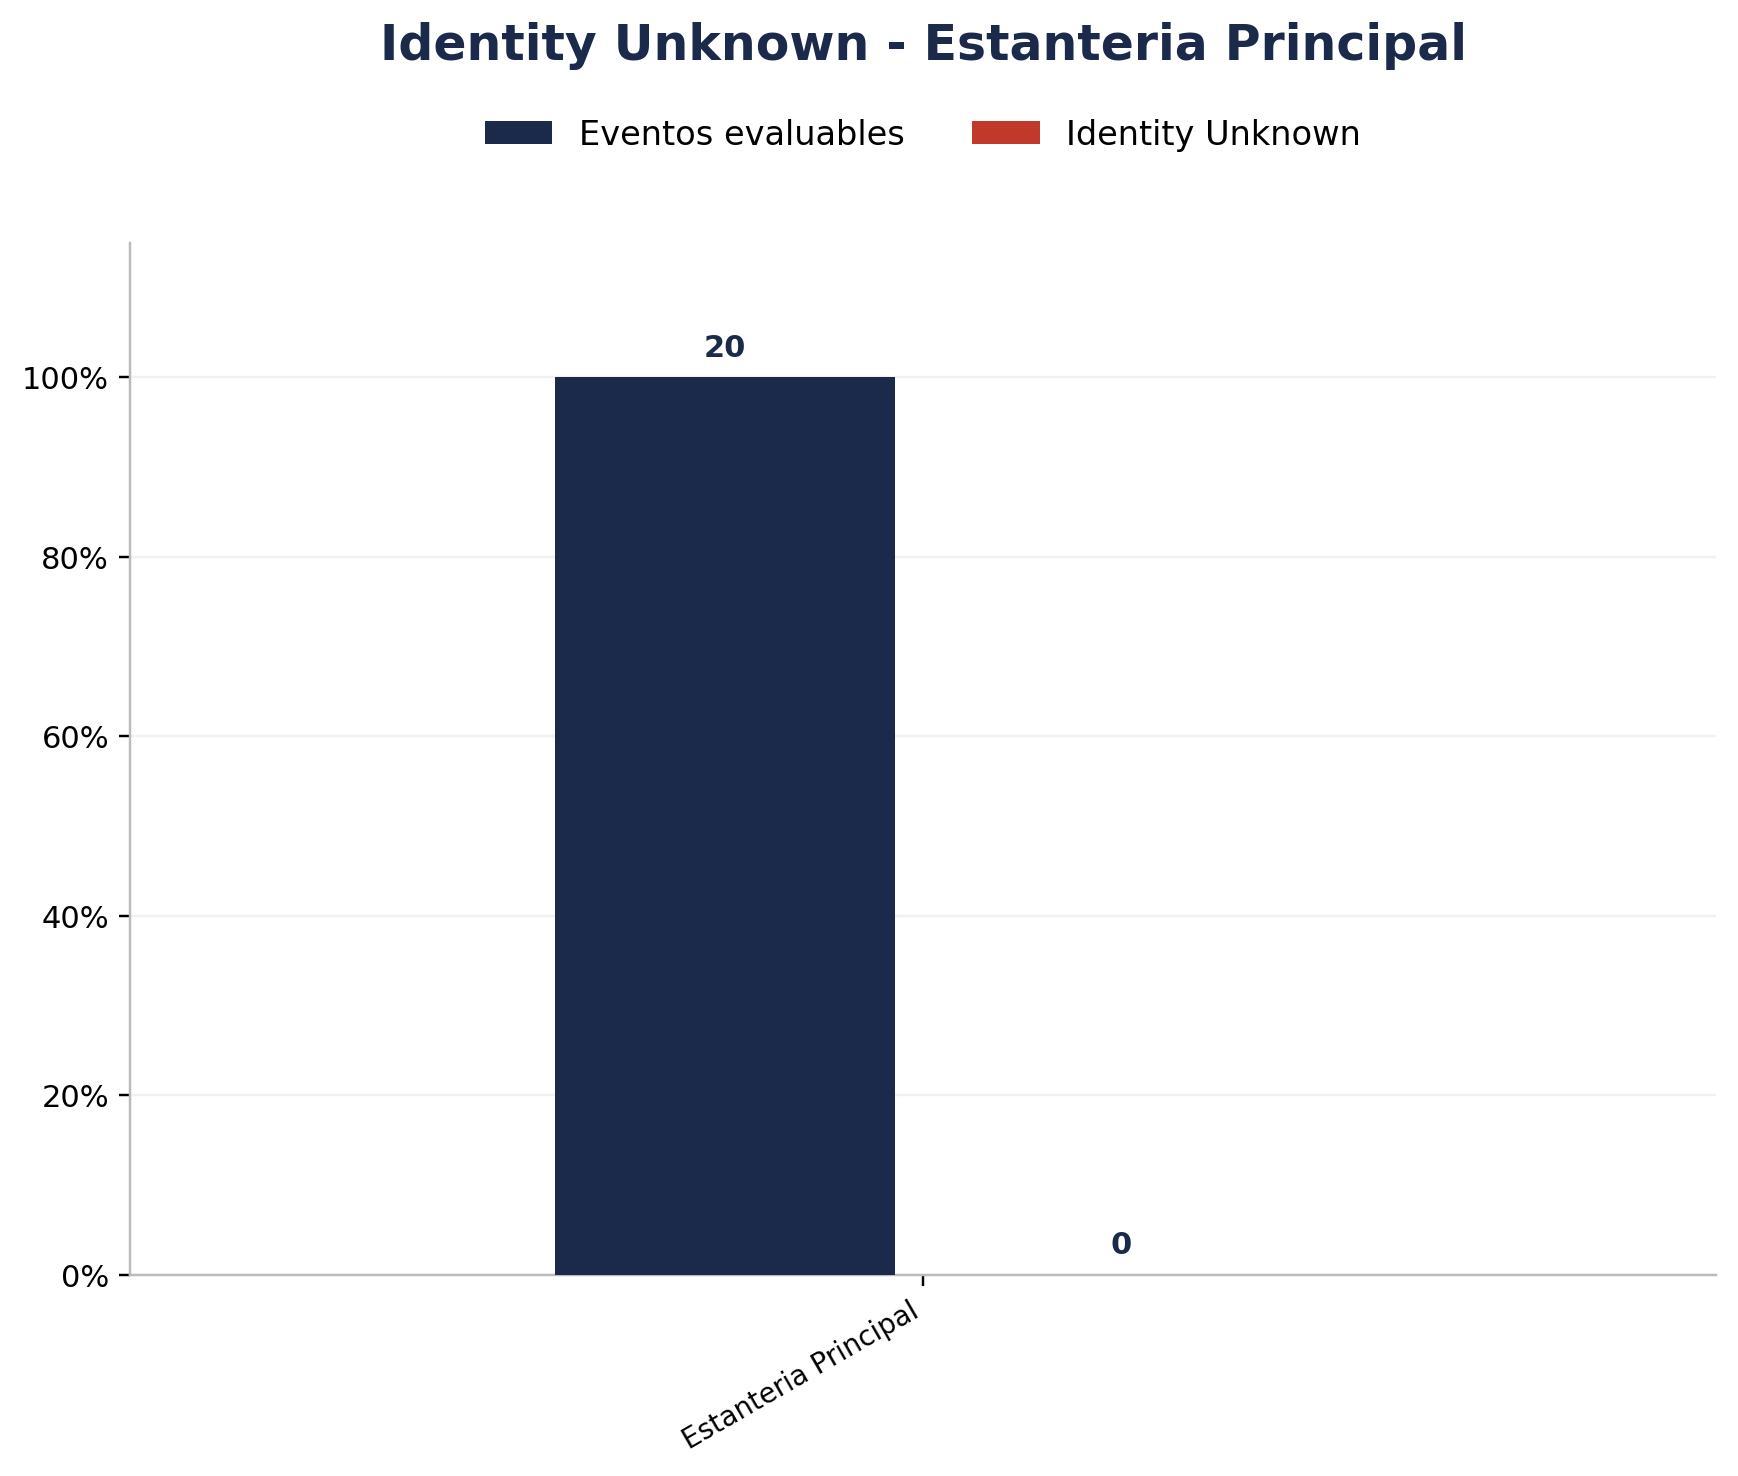 Identity Unknown - Estanteria Principal
Eventos evaluables
Identity Unknown
20
100%
80%
60%
40%
20%
0
0%
Estanteria Principal